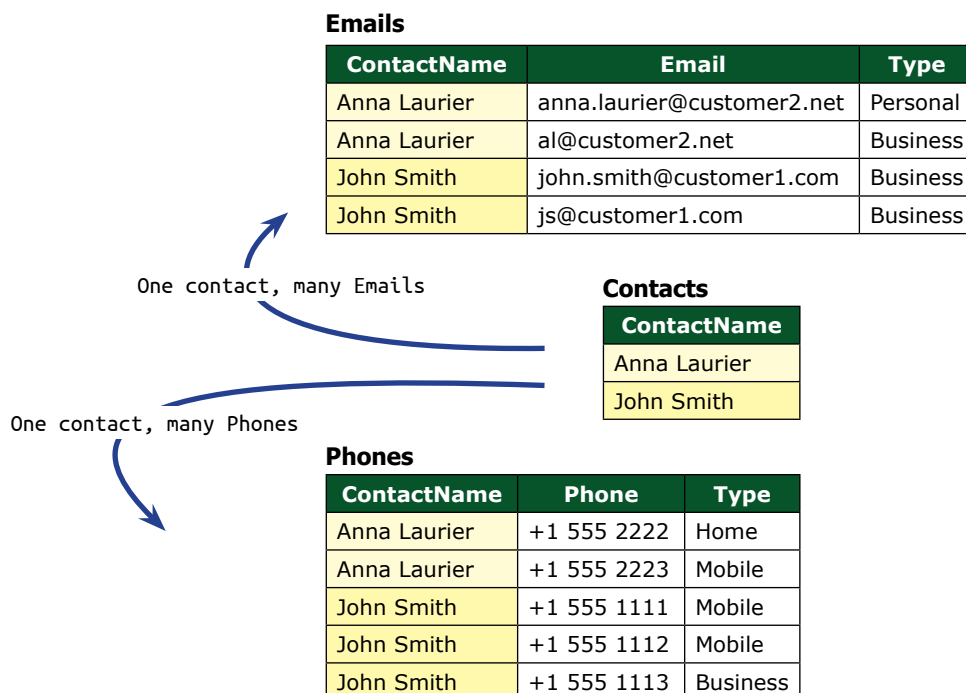 Emails
ContactName Email Type
Anna Laurier anna.laurier@customer2.net Personal
Anna Laurier al@customer2.net Business
John Smith john.smith@customer1.com Business
John Smith js@customer1.com Business
One contact, many Emails
Contacts
ContactName
Anna Laurier
John Smith
One contact, many Phones
Phones
ContactName Phone Type
Anna Laurier +1 555 2222 Home
Anna Laurier +1 555 2223 Mobile
John Smith +1 555 1111 Mobile
John Smith +1 555 1112 Mobile
John Smith +1 555 1113 Business